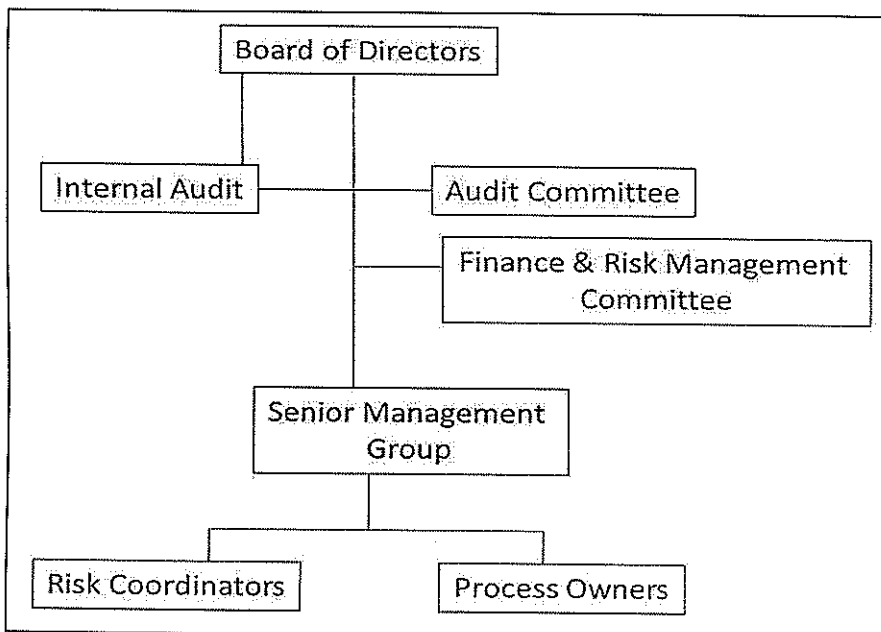 Board of Directors
Internal Audit
Audit Committee
Finance & Risk Management
Committee
Senior Management
Group
Risk Coordinators
Process Owners